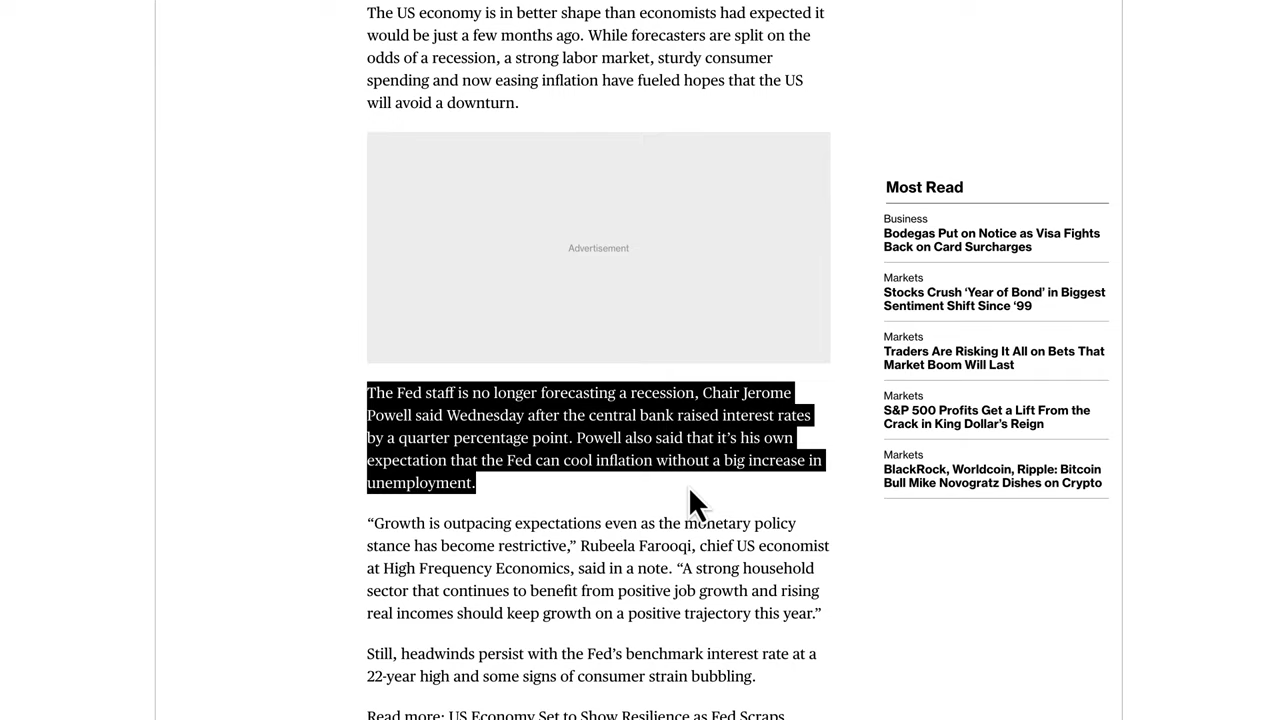 The US economy is in better shape than economists had expected it
would be just a few months ago. While forecasters are split on the
odds of a recession, a strong labor market, sturdy consumer
spending and now easing inflation have fueled hopes that the US
will avoid a downturn.
Advertisement
The Fed staff is no longer forecasting a recession, Chair Jerome
Powell said Wednesday after the central bank raised interest rates
by a quarter percentage point. Powell also said that it’s his own
expectation that the Fed can cool inflation without a big increase in
unemployment.
“Growth is outpacing expectations even as the monetary policy
stance has become restrictive,” Rubeela Farooqi, chief US economist
at High Frequency Economics, said in a note. “A strong household
sector that continues to benefit from positive job growth and rising
real incomes should keep growth on a positive trajectory this year.”
Still, headwinds persist with the Fed’s benchmark interest rate at a
22-year high and some signs of consumer strain bubbling.
Read more: US Economy Set to Show Resilience as Fed Scraps
Most Read
Business
Bodegas Put on Notice as Visa Fights
Back on Card Surcharges
Markets
Stocks Crush ‘Year of Bond’ in Biggest
Sentiment Shift Since ‘99
Markets
Traders Are Risking It All on Bets That
Market Boom Will Last
Markets
S&P 500 Profits Get a Lift From the
Crack in King Dollar’s Reign
Markets
BlackRock, Worldcoin, Ripple: Bitcoin
Bull Mike Novogratz Dishes on Crypto